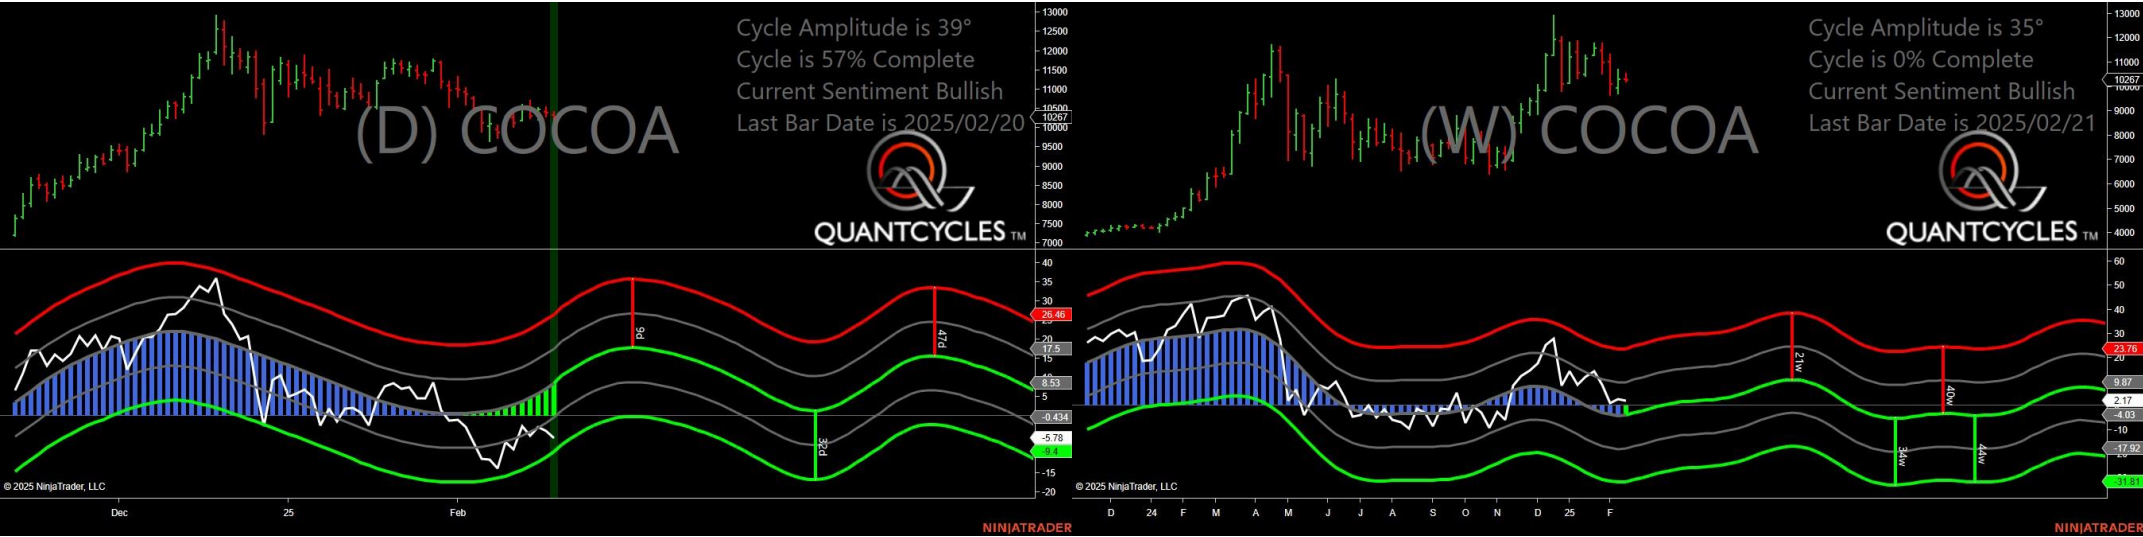 Cycle Amplitude is 39°
Cycle is 57% Complete
Current Sentiment Bullish
Last Bar Date is 2025/02/20
(D) COCOA
QUANTCYCLES TM
13000
12500
12000
11500
11000
10500
10267
10000
9500
9000
8500
8000
7500
7000
40
35
30
26.46
20
17.5
15
8.53
5
-0.434
-5.78
-9.4
-15
-20
9d
32d
47d
© 2025 NinjaTrader, LLC
Dec
25
Feb
NINJATRADER
Cycle Amplitude is 35°
Cycle is 0% Complete
Current Sentiment Bullish
Last Bar Date is 2025/02/21
(W) COCOA
QUANTCYCLES TM
13000
12000
11000
10267
10000
9000
8000
7000
6000
5000
4000
60
50
40
30
23.76
20
9.87
2.17
-4.03
-10
-17.92
-31.81
21w
34w
40w
44w
© 2025 NinjaTrader, LLC
D
24
F
M
A
M
J
J
A
S
O
N
D
25
F
NINJATRADER